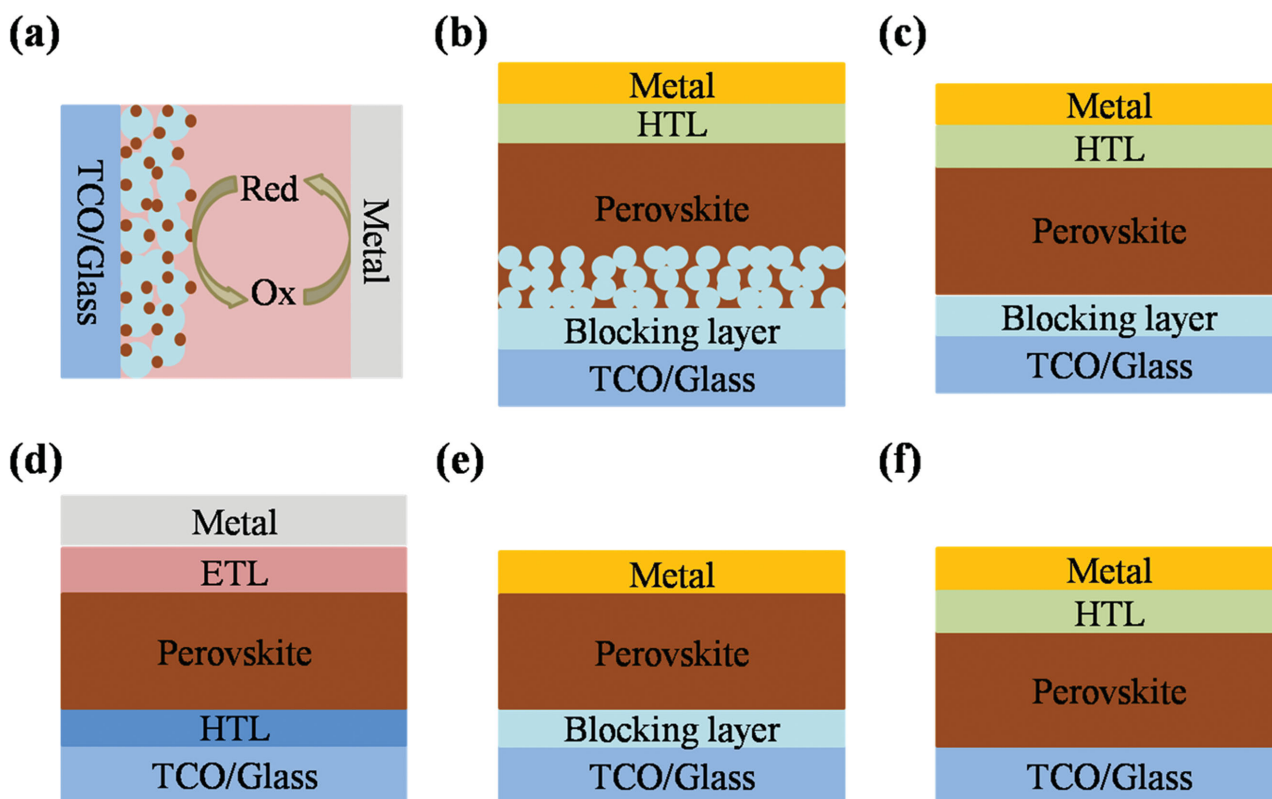 (a)
TCO/Glass
Red
Ox
Metal
(b)
Metal
HTL
Perovskite
Blocking layer
TCO/Glass
(c)
Metal
HTL
Perovskite
Blocking layer
TCO/Glass
(d)
Metal
ETL
Perovskite
HTL
TCO/Glass
(e)
Metal
Perovskite
Blocking layer
TCO/Glass
(f)
Metal
HTL
Perovskite
TCO/Glass